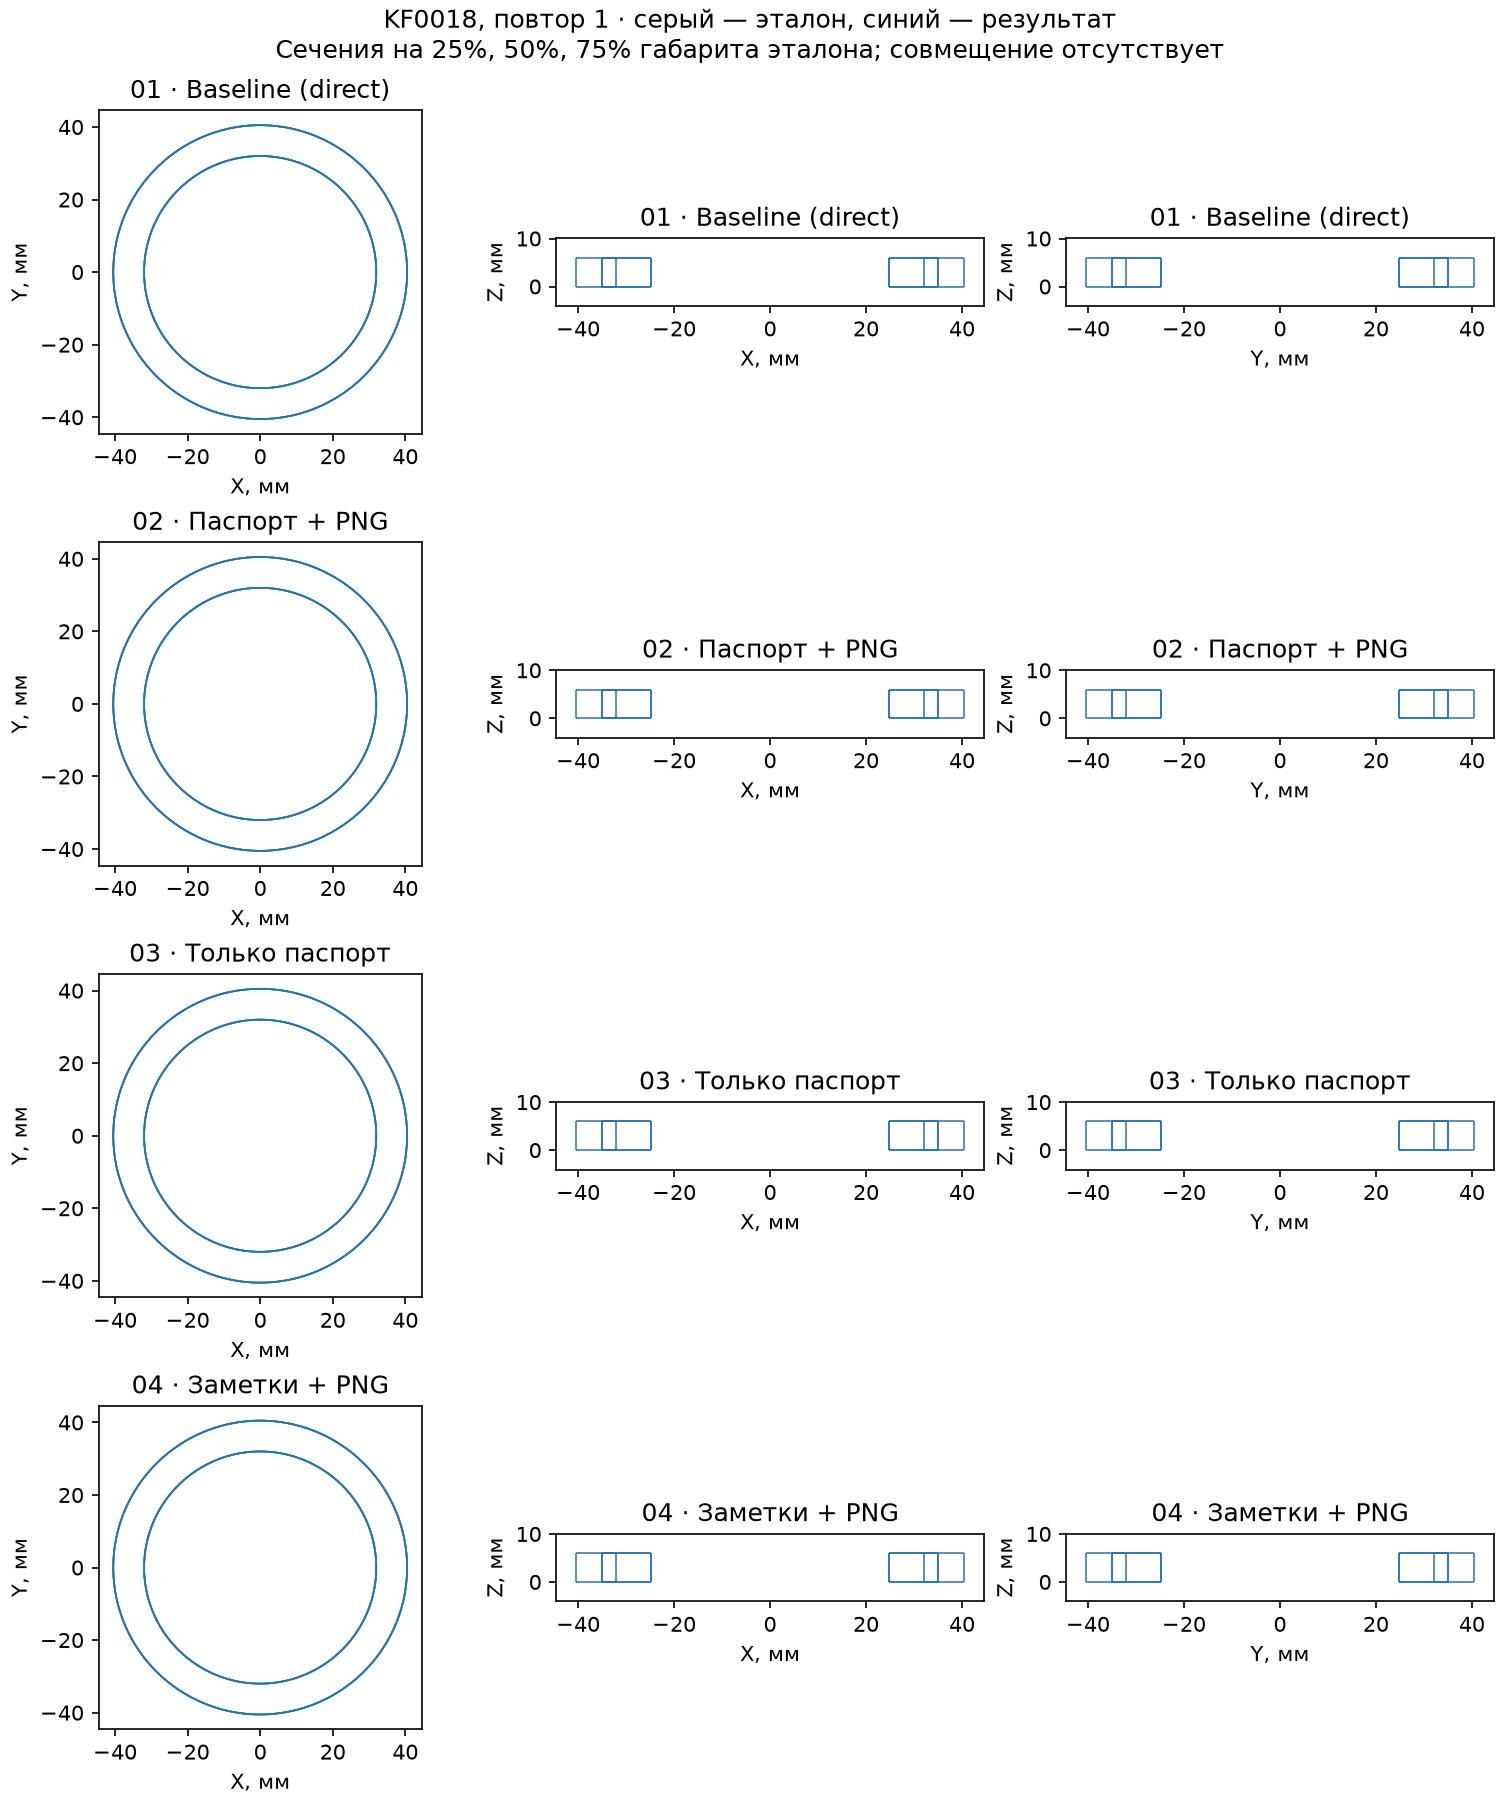 KF0018, повтор 1 · серый — эталон, синий — результат
Сечения на 25%, 50%, 75% габарита эталона; совмещение отсутствует
01 · Baseline (direct)
40
20
0
−20
−40
Y, мм
−40 −20 0 20 40
X, мм
01 · Baseline (direct)
10
0
Z, мм
−40 −20 0 20 40
X, мм
01 · Baseline (direct)
10
0
Z, мм
−40 −20 0 20 40
Y, мм
02 · Паспорт + PNG
40
20
0
−20
−40
Y, мм
−40 −20 0 20 40
X, мм
02 · Паспорт + PNG
10
0
Z, мм
−40 −20 0 20 40
X, мм
02 · Паспорт + PNG
10
0
Z, мм
−40 −20 0 20 40
Y, мм
03 · Только паспорт
40
20
0
−20
−40
Y, мм
−40 −20 0 20 40
X, мм
03 · Только паспорт
10
0
Z, мм
−40 −20 0 20 40
X, мм
03 · Только паспорт
10
0
Z, мм
−40 −20 0 20 40
Y, мм
04 · Заметки + PNG
40
20
0
−20
−40
Y, мм
−40 −20 0 20 40
X, мм
04 · Заметки + PNG
10
0
Z, мм
−40 −20 0 20 40
X, мм
04 · Заметки + PNG
10
0
Z, мм
−40 −20 0 20 40
Y, мм